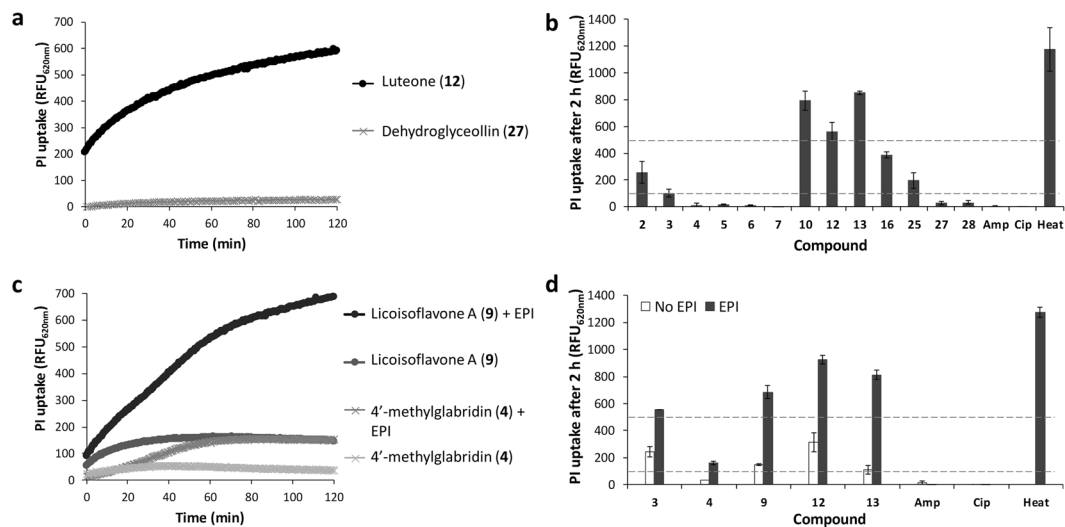 a
700
600
500
400
300
200
100
0
PI uptake (RFU620nm)
0 20 40 60 80 100 120
Time (min)
Luteone (12)
Dehydroglyceollin (27)
b
1400
1200
1000
800
600
400
200
0
PI uptake after 2 h (RFU620nm)
2 3 4 5 6 7 10 12 13 16 25 27 28 Amp Cip Heat
Compound
c
700
600
500
400
300
200
100
0
PI uptake (RFU620nm)
0 20 40 60 80 100 120
Time (min)
Licoisoflavone A (9) + EPI
Licoisoflavone A (9)
4′-methylglabridin (4) +
EPI
4′-methylglabridin (4)
d
1400
1200
1000
800
600
400
200
0
PI uptake after 2 h (RFU620nm)
No EPI EPI
3 4 9 12 13 Amp Cip Heat
Compound